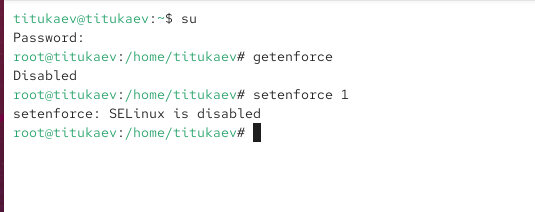 titukaev@titukaev:~$ su
Password:
root@titukaev:/home/titukaev# getenforce
Disabled
root@titukaev:/home/titukaev# setenforce 1
setenforce: SELinux is disabled
root@titukaev:/home/titukaev#